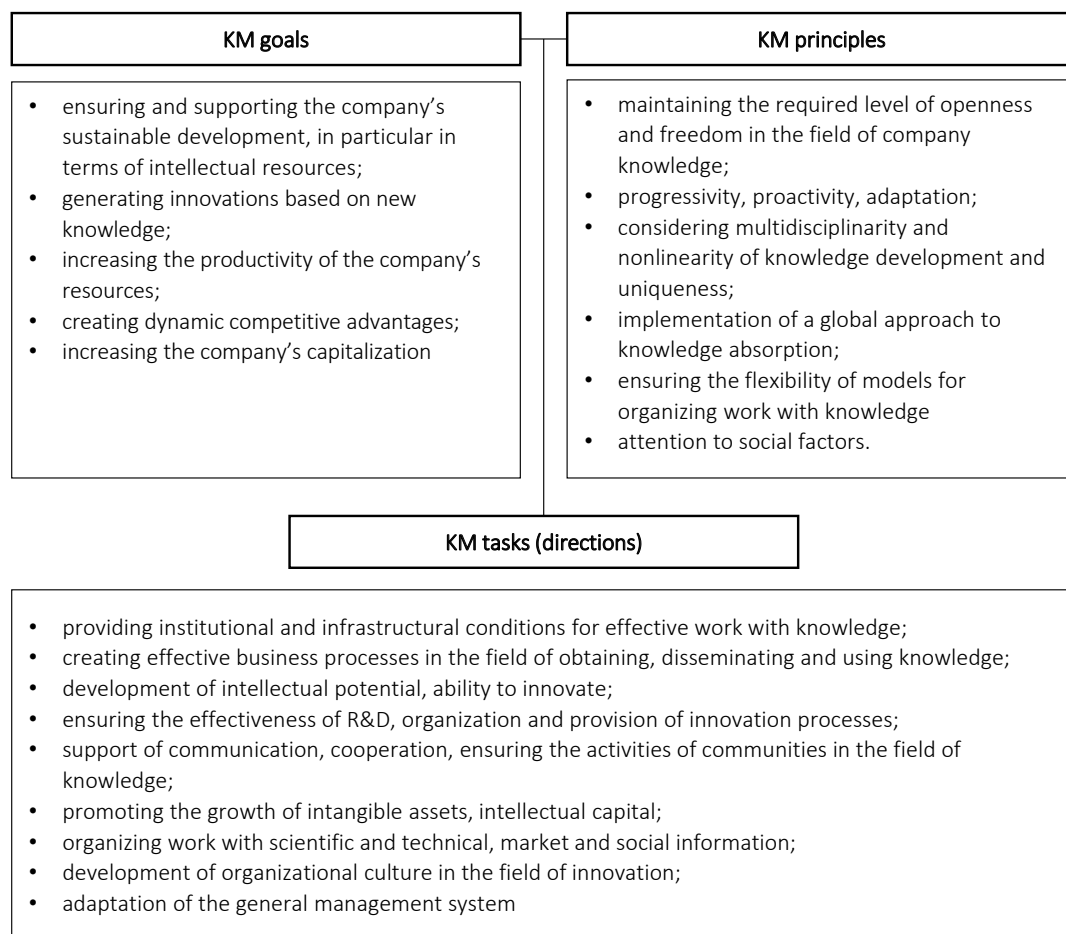 KM goals
• ensuring and supporting the company’s
sustainable development, in particular in
terms of intellectual resources;
• generating innovations based on new
knowledge;
• increasing the productivity of the company’s
resources;
• creating dynamic competitive advantages;
• increasing the company’s capitalization
KM principles
• maintaining the required level of openness
and freedom in the field of company
knowledge;
• progressivity, proactivity, adaptation;
• considering multidisciplinarity and
nonlinearity of knowledge development and
uniqueness;
• implementation of a global approach to
knowledge absorption;
• ensuring the flexibility of models for
organizing work with knowledge
• attention to social factors.
KM tasks (directions)
• providing institutional and infrastructural conditions for effective work with knowledge;
• creating effective business processes in the field of obtaining, disseminating and using knowledge;
• development of intellectual potential, ability to innovate;
• ensuring the effectiveness of R&D, organization and provision of innovation processes;
• support of communication, cooperation, ensuring the activities of communities in the field of
knowledge;
• promoting the growth of intangible assets, intellectual capital;
• organizing work with scientific and technical, market and social information;
• development of organizational culture in the field of innovation;
• adaptation of the general management system